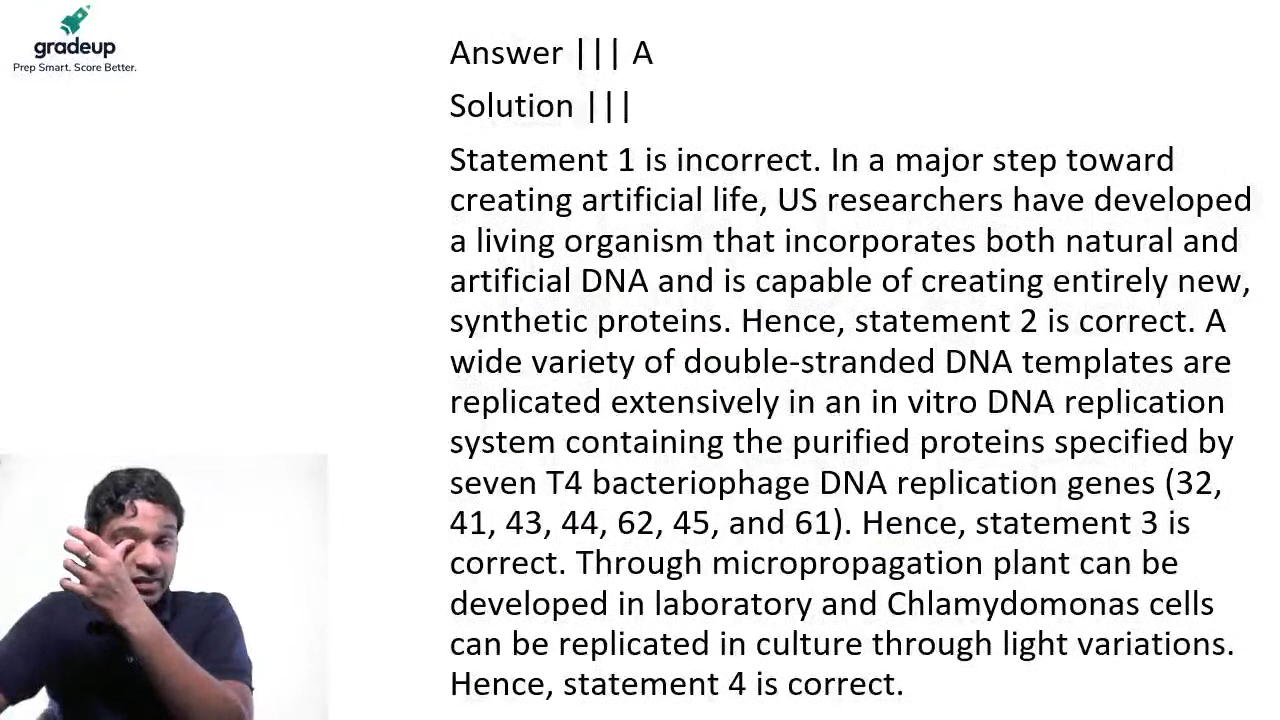 gradeup
Prep Smart. Score Better.
Answer ||| A
Solution |||
Statement 1 is incorrect. In a major step toward
creating artificial life, US researchers have developed
a living organism that incorporates both natural and
artificial DNA and is capable of creating entirely new,
synthetic proteins. Hence, statement 2 is correct. A
wide variety of double-stranded DNA templates are
replicated extensively in an in vitro DNA replication
system containing the purified proteins specified by
seven T4 bacteriophage DNA replication genes (32,
41, 43, 44, 62, 45, and 61). Hence, statement 3 is
correct. Through micropropagation plant can be
developed in laboratory and Chlamydomonas cells
can be replicated in culture through light variations.
Hence, statement 4 is correct.